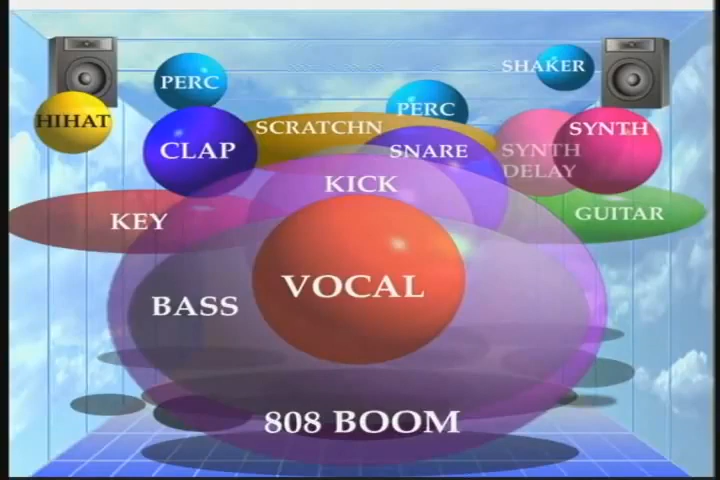 SHAKER
PERC
PERC
HIHAT
SCRATCHN
SYNTH
CLAP
SNARE
SYNTH
DELAY
KICK
KEY
GUITAR
VOCAL
BASS
808 BOOM